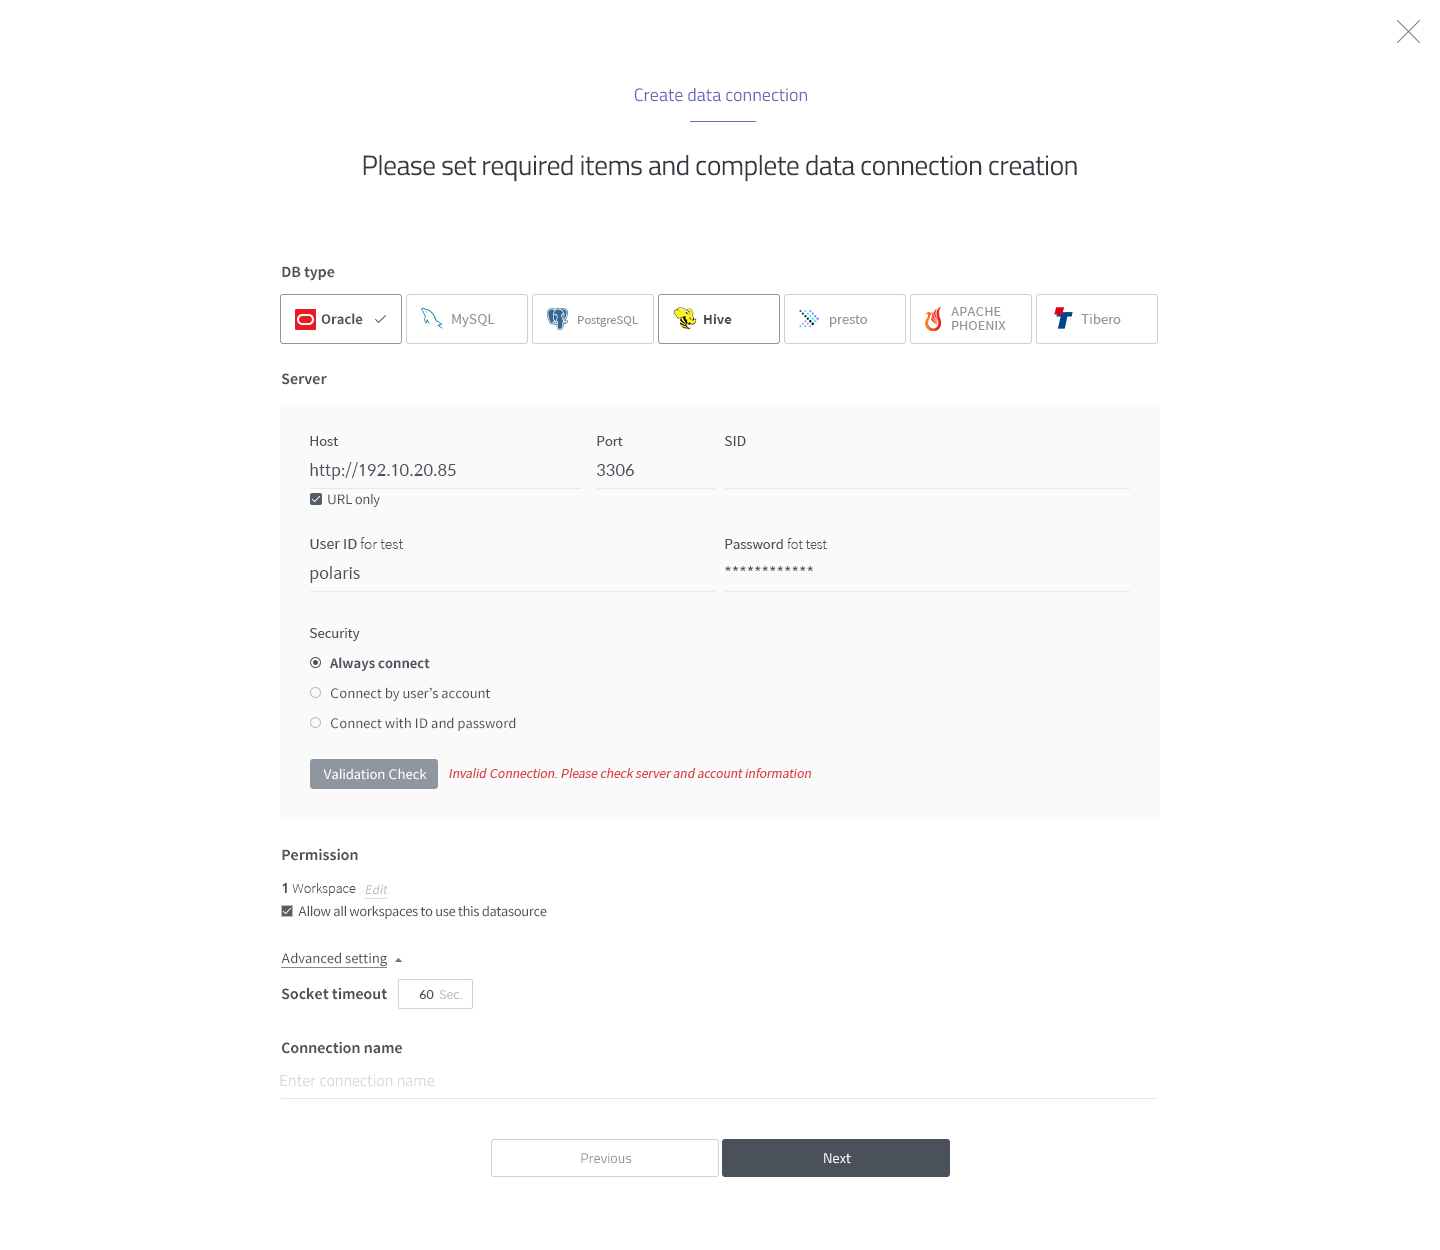 Create data connection
Please set required items and complete data connection creation
DB type
Oracle MySQL PostgreSQL Hive presto APACHE PHOENIX Tibero
Server
Host Port SID
http://192.10.20.85 3306
URL only
User ID for test Password fot test
polaris ************
Security
Always connect
Connect by user’s account
Connect with ID and password
Validation Check Invalid Connection. Please check server and account information
Permission
1 Workspace Edit
Allow all workspaces to use this datasource
Advanced setting
Socket timeout 60 Sec.
Connection name
Enter connection name
Previous Next